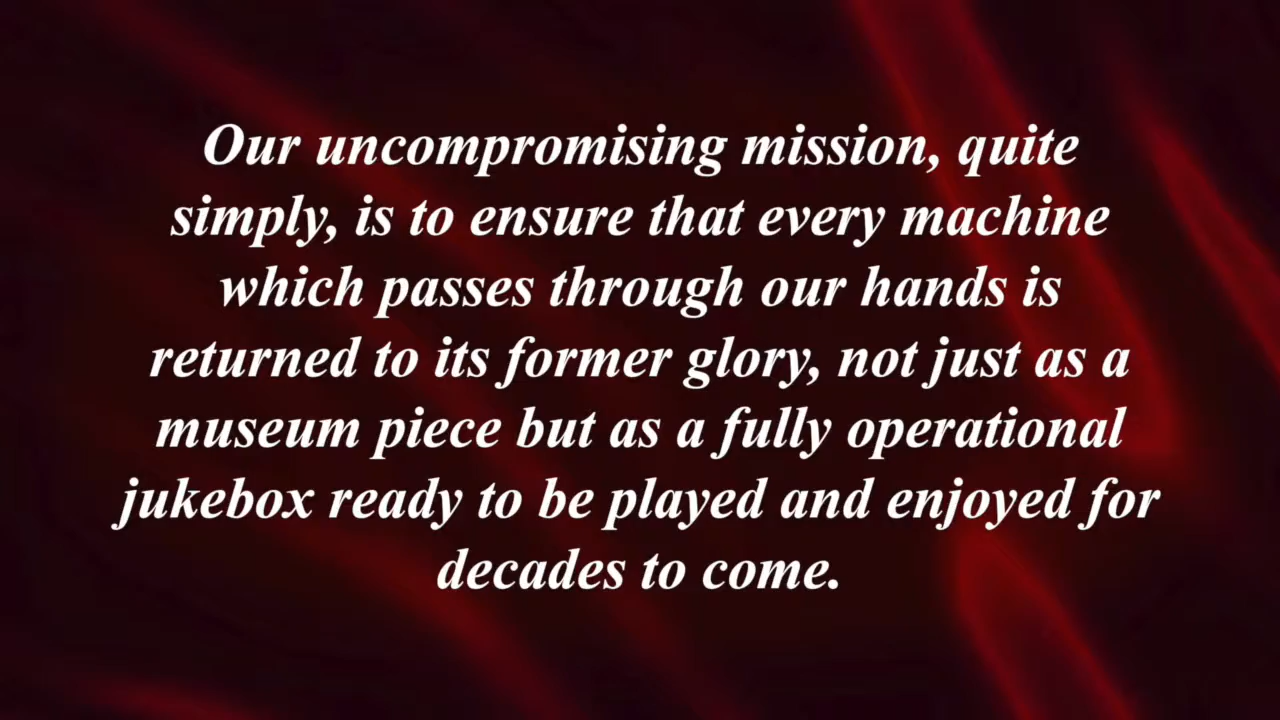 Our uncompromising mission, quite
simply, is to ensure that every machine
which passes through our hands is
returned to its former glory, not just as a
museum piece but as a fully operational
jukebox ready to be played and enjoyed for
decades to come.